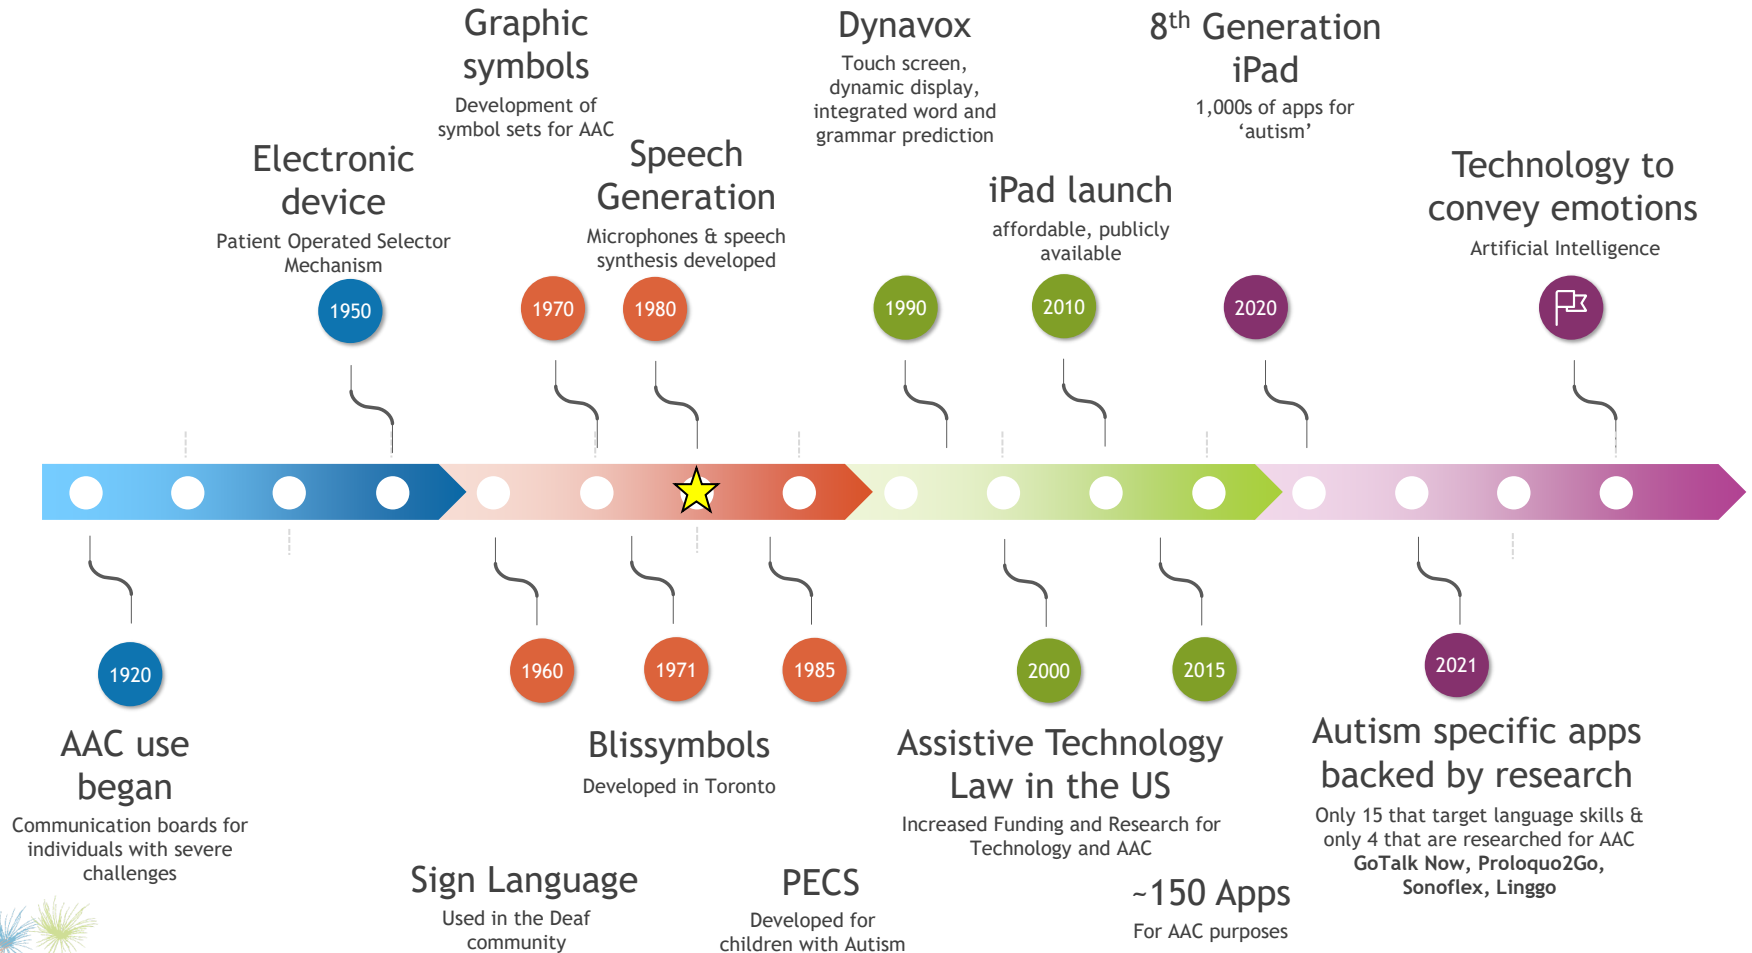 Graphic
symbols
Development of
symbol sets for AAC
Dynavox
Touch screen,
dynamic display,
integrated word and
grammar prediction
8th Generation
iPad
1,000s of apps for
‘autism’
Electronic
device
Patient Operated Selector
Mechanism
Speech
Generation
Microphones & speech
synthesis developed
iPad launch
affordable, publicly
available
Technology to
convey emotions
Artificial Intelligence
1950
1970
1980
1990
2010
2020
1920
1960
1971
1985
2000
2015
2021
AAC use
began
Communication boards for
individuals with severe
challenges
Blissymbols
Developed in Toronto
Assistive Technology
Law in the US
Increased Funding and Research for
Technology and AAC
Autism specific apps
backed by research
Only 15 that target language skills &
only 4 that are researched for AAC
GoTalk Now, Proloquo2Go,
Sonoflex, Linggo
Sign Language
Used in the Deaf
community
PECS
Developed for
children with Autism
~150 Apps
For AAC purposes